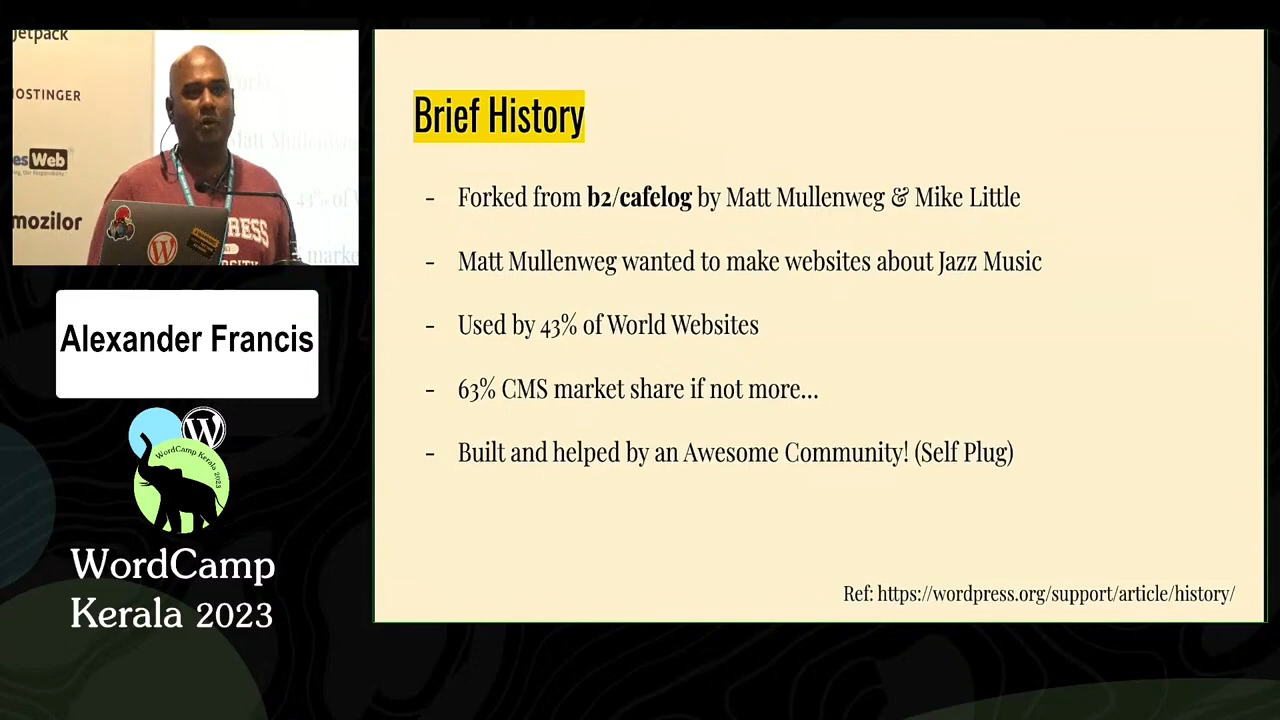 Jetpack
HOSTINGER
esWeb
mozilor
Alexander Francis
WordCamp Kerala 2023
WordCamp
Kerala 2023
Brief History
- Forked from b2/cafelog by Matt Mullenweg & Mike Little
- Matt Mullenweg wanted to make websites about Jazz Music
- Used by 43% of World Websites
- 63% CMS market share if not more...
- Built and helped by an Awesome Community! (Self Plug)
Ref: https://wordpress.org/support/article/history/